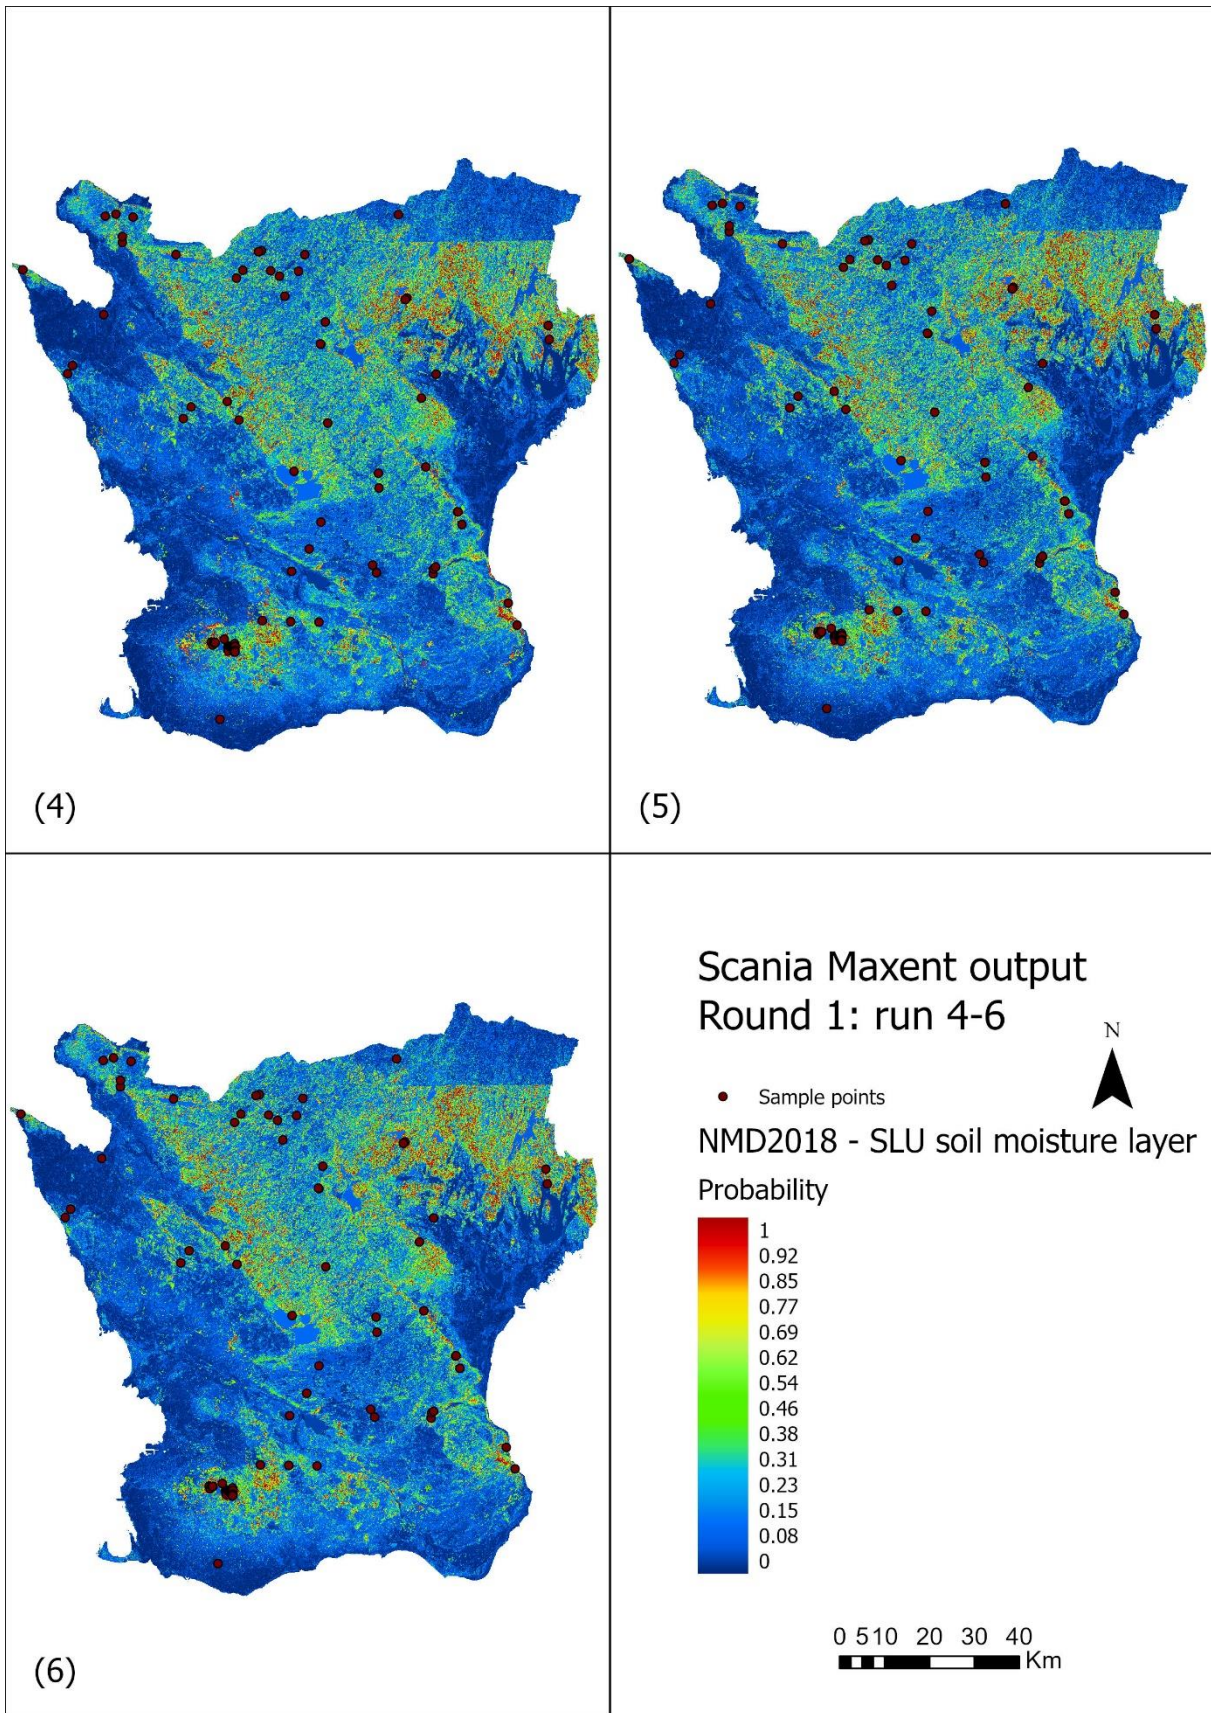 (4)
(5)
(6)
Scania Maxent output
Round 1: run 4-6
N
Sample points
NMD2018 - SLU soil moisture layer
Probability
1
0.92
0.85
0.77
0.69
0.62
0.54
0.46
0.38
0.31
0.23
0.15
0.08
0
0 5 10 20 30 40
Km